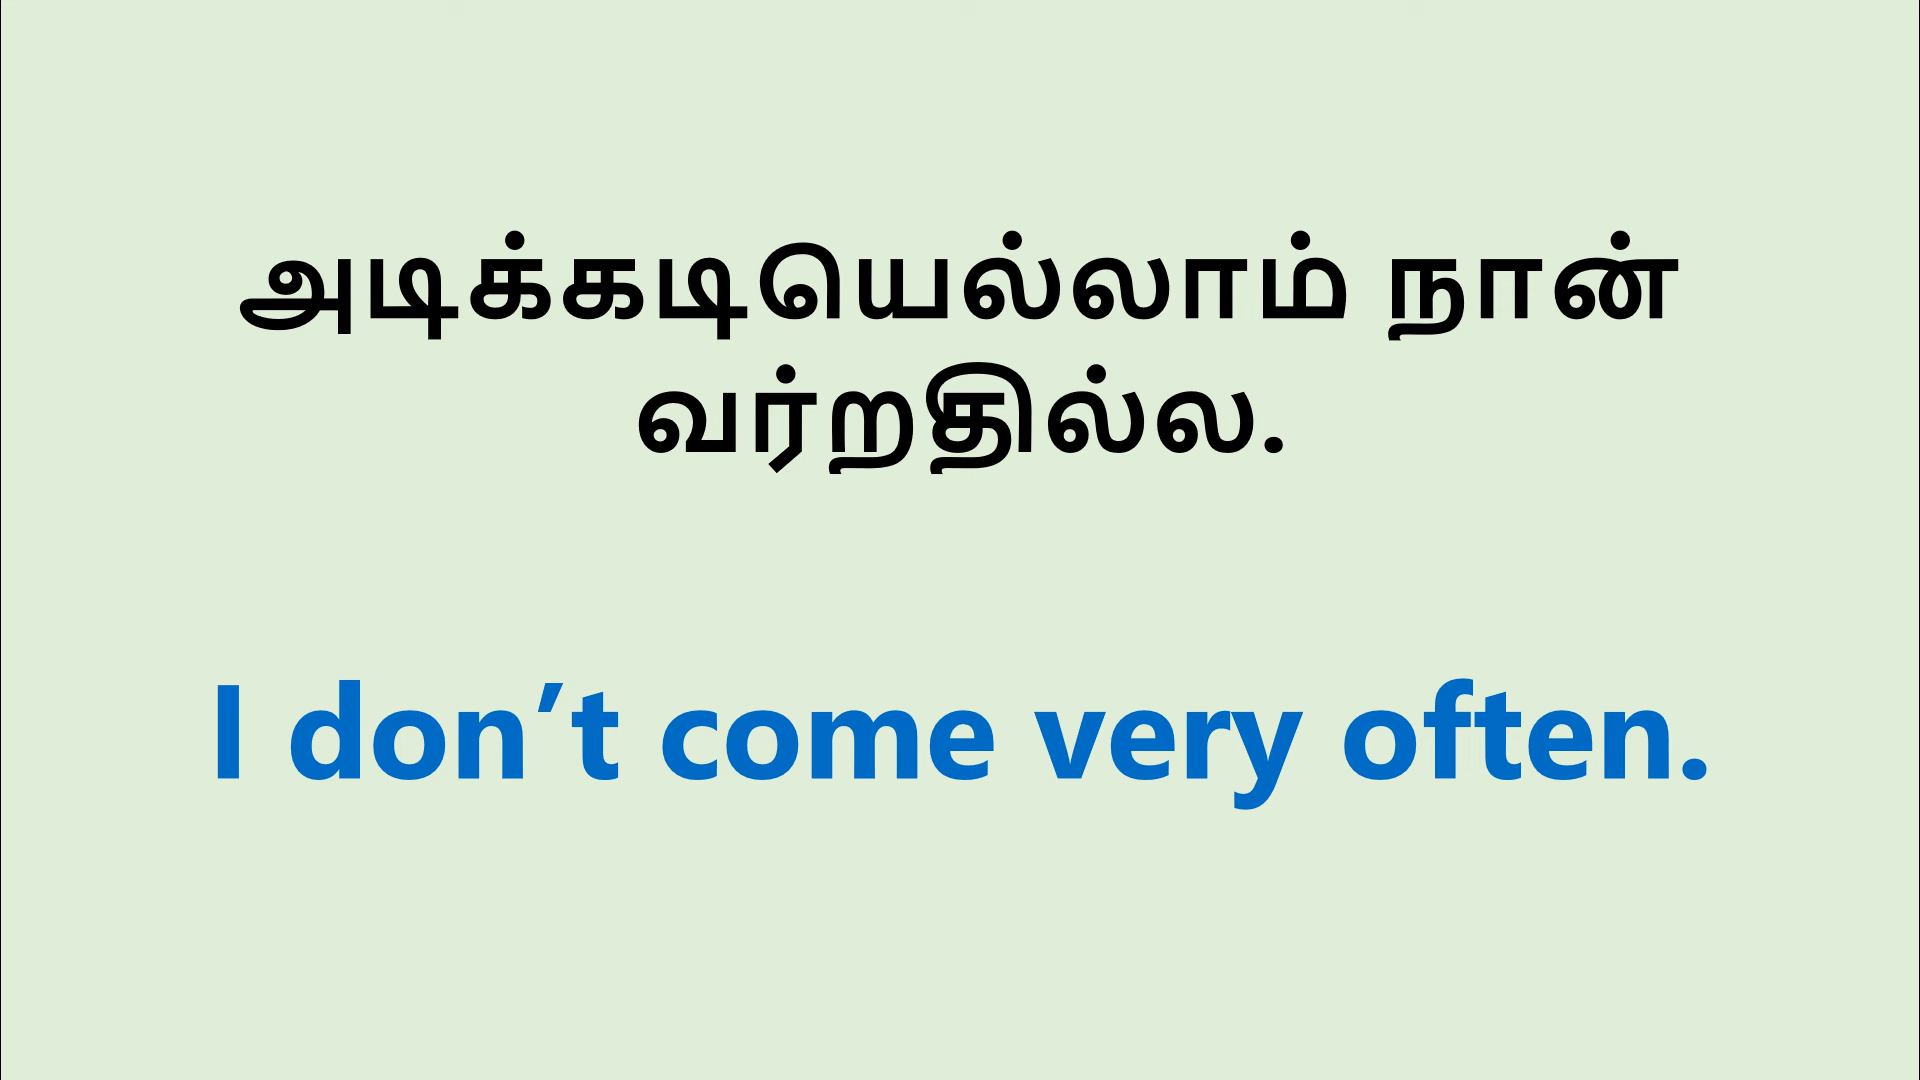 அடிக்கடியெல்லாம் நான்
வர்றதில்ல.
I don’t come very often.